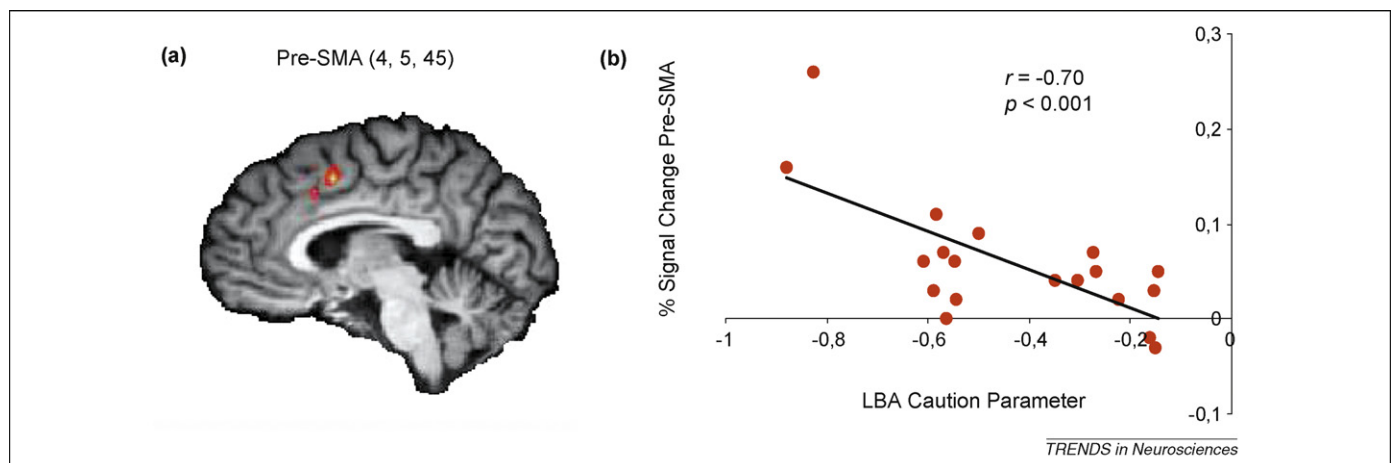 (a)
Pre-SMA (4, 5, 45)
(b)
% Signal Change Pre-SMA
r = -0.70
p < 0.001
0,3
0,2
0,1
0
-0,1
-1
-0,8
-0,6
-0,4
-0,2
0
LBA Caution Parameter
TRENDS in Neurosciences